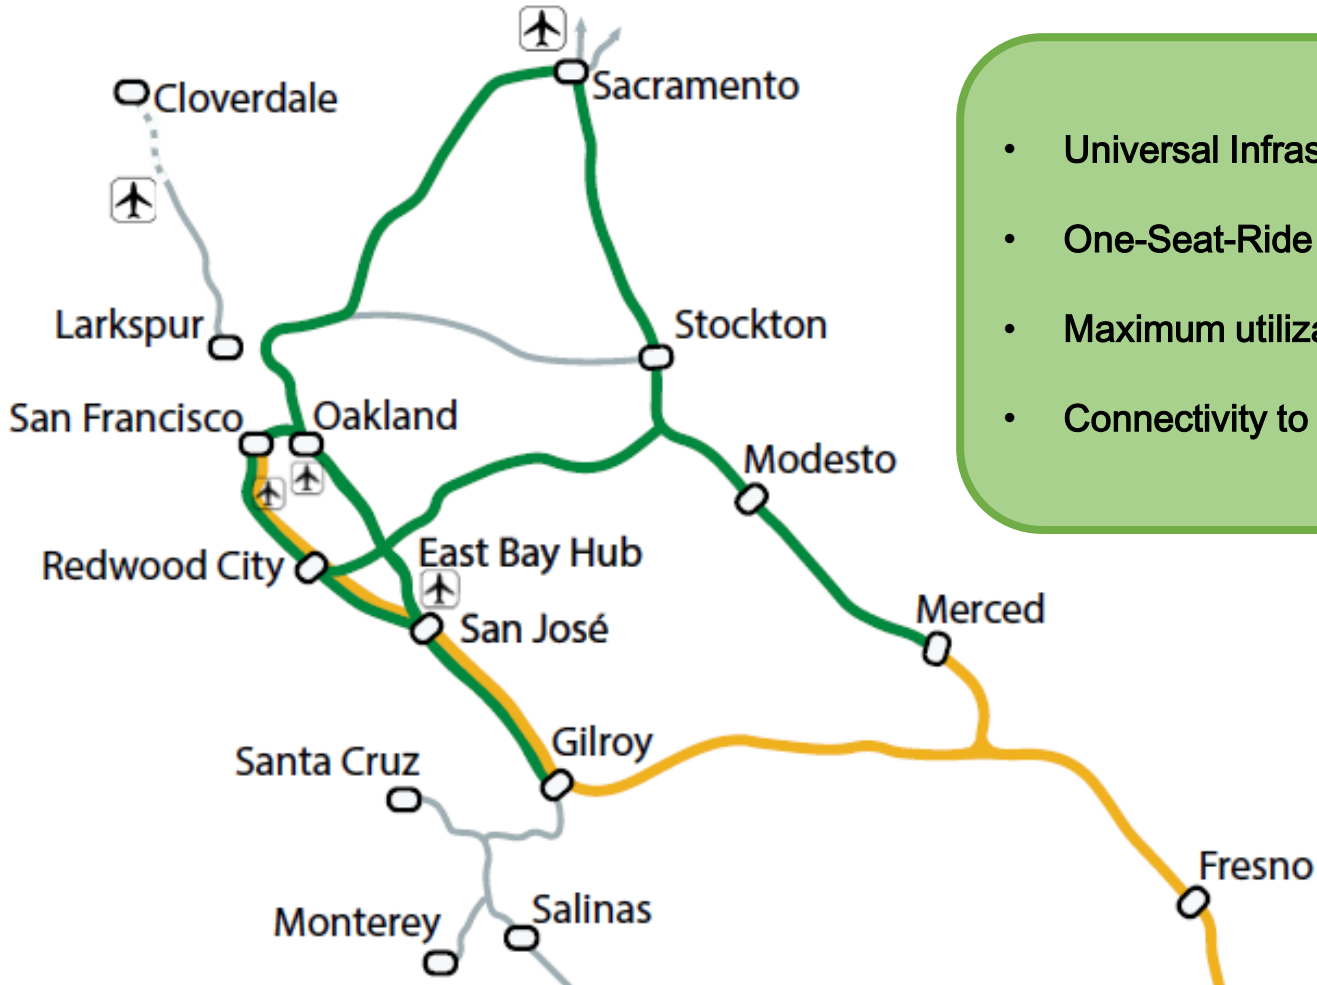 Sacramento
Cloverdale
Larkspur
Stockton
San Francisco
Oakland
Modesto
East Bay Hub
Redwood City
San José
Merced
Gilroy
Santa Cruz
Fresno
Monterey
Salinas
• Universal Infras
• One-Seat-Ride
• Maximum utiliza
• Connectivity to